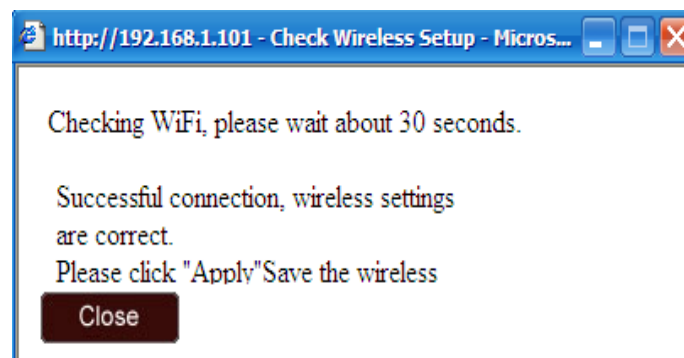 http://192.168.1.101 - Check Wireless Setup - Micros...
Checking WiFi, please wait about 30 seconds.
Successful connection, wireless settings
are correct.
Please click "Apply"Save the wireless
Close